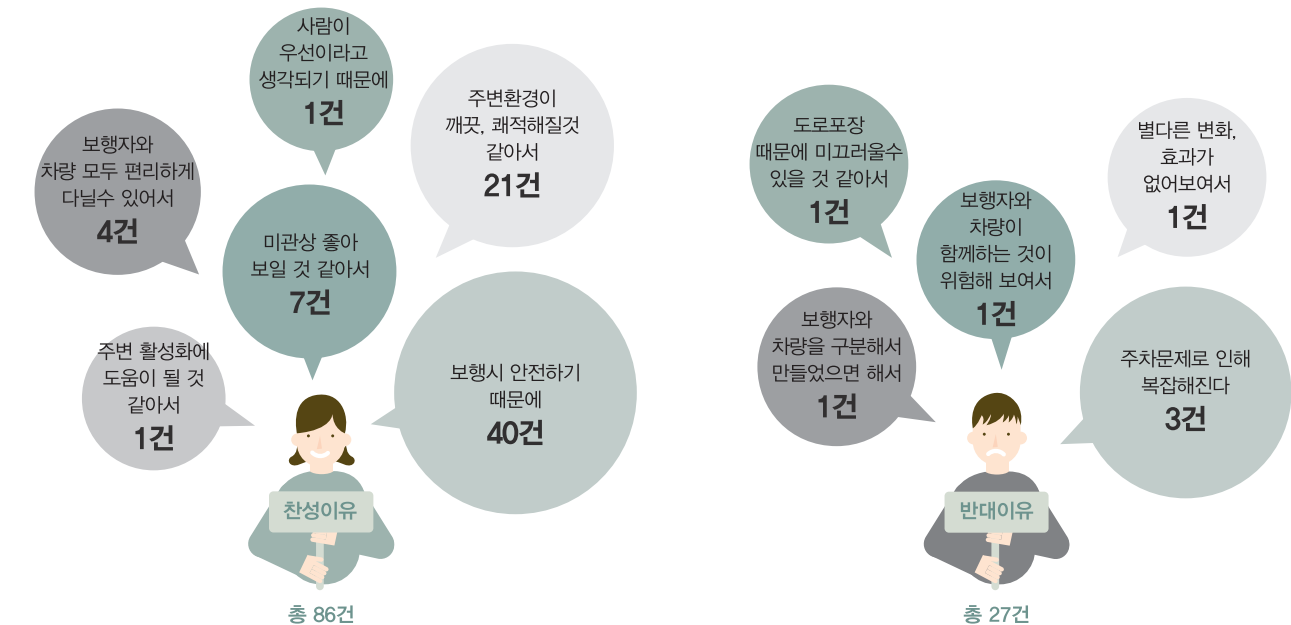 사람이
우선이라고
생각되기 때문에
1건
주변환경이
깨끗, 쾌적해질것
같아서
21건
보행자와
차량 모두 편리하게
다닐수 있어서
4건
미관상 좋아
보일 것 같아서
7건
주변 활성화에
도움이 될 것
같아서
1건
보행시 안전하기
때문에
40건
찬성이유
총 86건
도로포장
때문에 미끄러울수
있을 것 같아서
1건
별다른 변화,
효과가
없어보여서
1건
보행자와
차량이
함께하는 것이
위험해 보여서
1건
보행자와
차량을 구분해서
만들었으면 해서
1건
주차문제로 인해
복잡해진다
3건
반대이유
총 27건